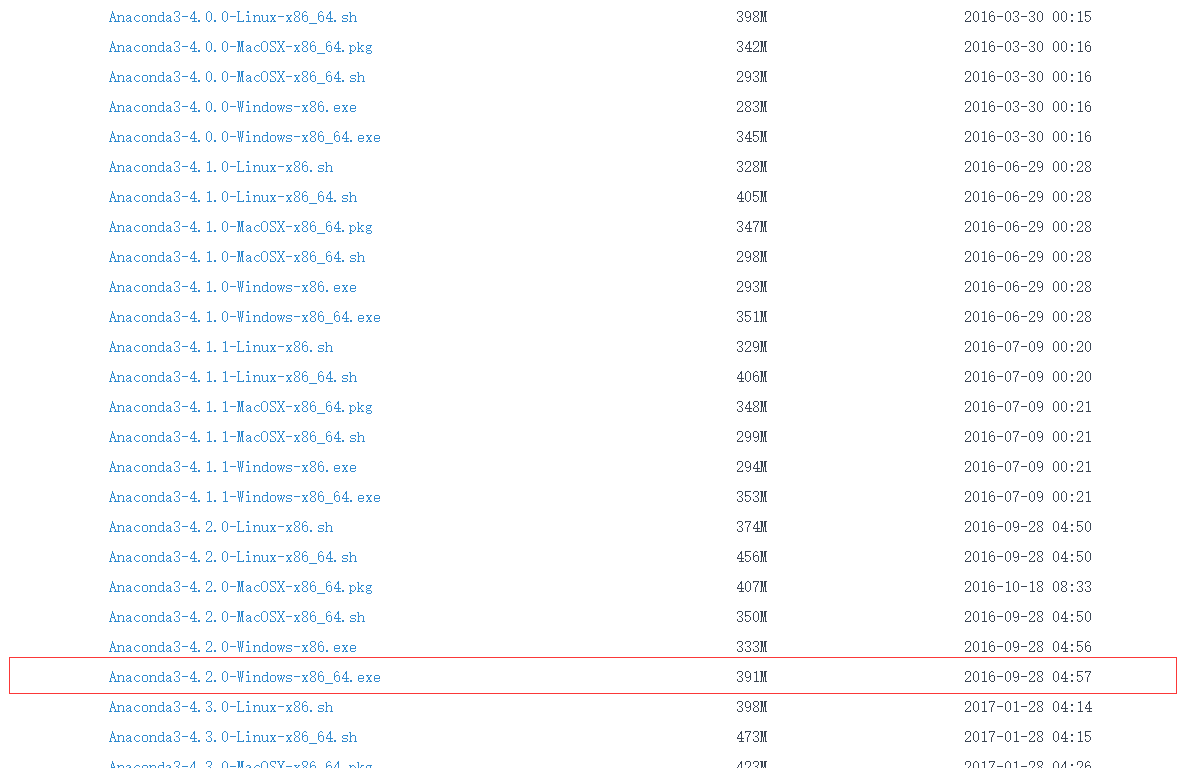 Anaconda3-4.0.0-Linux-x86_64.sh 398M 2016-03-30 00:15
Anaconda3-4.0.0-MacOSX-x86_64.pkg 342M 2016-03-30 00:16
Anaconda3-4.0.0-MacOSX-x86_64.sh 293M 2016-03-30 00:16
Anaconda3-4.0.0-Windows-x86.exe 283M 2016-03-30 00:16
Anaconda3-4.0.0-Windows-x86_64.exe 345M 2016-03-30 00:16
Anaconda3-4.1.0-Linux-x86.sh 328M 2016-06-29 00:28
Anaconda3-4.1.0-Linux-x86_64.sh 405M 2016-06-29 00:28
Anaconda3-4.1.0-MacOSX-x86_64.pkg 347M 2016-06-29 00:28
Anaconda3-4.1.0-MacOSX-x86_64.sh 298M 2016-06-29 00:28
Anaconda3-4.1.0-Windows-x86.exe 293M 2016-06-29 00:28
Anaconda3-4.1.0-Windows-x86_64.exe 351M 2016-06-29 00:28
Anaconda3-4.1.1-Linux-x86.sh 329M 2016-07-09 00:20
Anaconda3-4.1.1-Linux-x86_64.sh 406M 2016-07-09 00:20
Anaconda3-4.1.1-MacOSX-x86_64.pkg 348M 2016-07-09 00:21
Anaconda3-4.1.1-MacOSX-x86_64.sh 299M 2016-07-09 00:21
Anaconda3-4.1.1-Windows-x86.exe 294M 2016-07-09 00:21
Anaconda3-4.1.1-Windows-x86_64.exe 353M 2016-07-09 00:21
Anaconda3-4.2.0-Linux-x86.sh 374M 2016-09-28 04:50
Anaconda3-4.2.0-Linux-x86_64.sh 456M 2016-09-28 04:50
Anaconda3-4.2.0-MacOSX-x86_64.pkg 407M 2016-10-18 08:33
Anaconda3-4.2.0-MacOSX-x86_64.sh 350M 2016-09-28 04:50
Anaconda3-4.2.0-Windows-x86.exe 333M 2016-09-28 04:56
Anaconda3-4.2.0-Windows-x86_64.exe 391M 2016-09-28 04:57
Anaconda3-4.3.0-Linux-x86.sh 398M 2017-01-28 04:14
Anaconda3-4.3.0-Linux-x86_64.sh 473M 2017-01-28 04:15
Anaconda3-4.3.0-MacOSX-x86_64.pkg 423M 2017-01-28 04:26